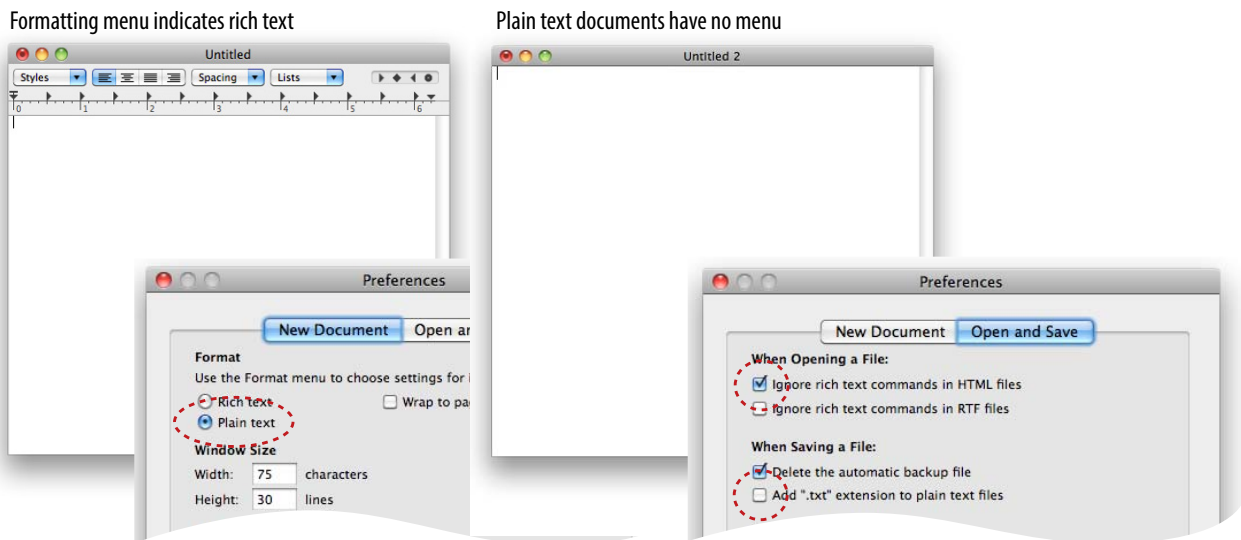 Formatting menu indicates rich text
Plain text documents have no menu
Untitled
Styles
Spacing
Lists
0 1 2 3 4 5 6
Untitled 2
Preferences
New Document
Open ar
Format
Use the Format menu to choose settings for i
Rich text
Wrap to pa
Plain text
Window Size
Width: 75 characters
Height: 30 lines
Preferences
New Document
Open and Save
When Opening a File:
Ignore rich text commands in HTML files
Ignore rich text commands in RTF files
When Saving a File:
Delete the automatic backup file
Add ".txt" extension to plain text files